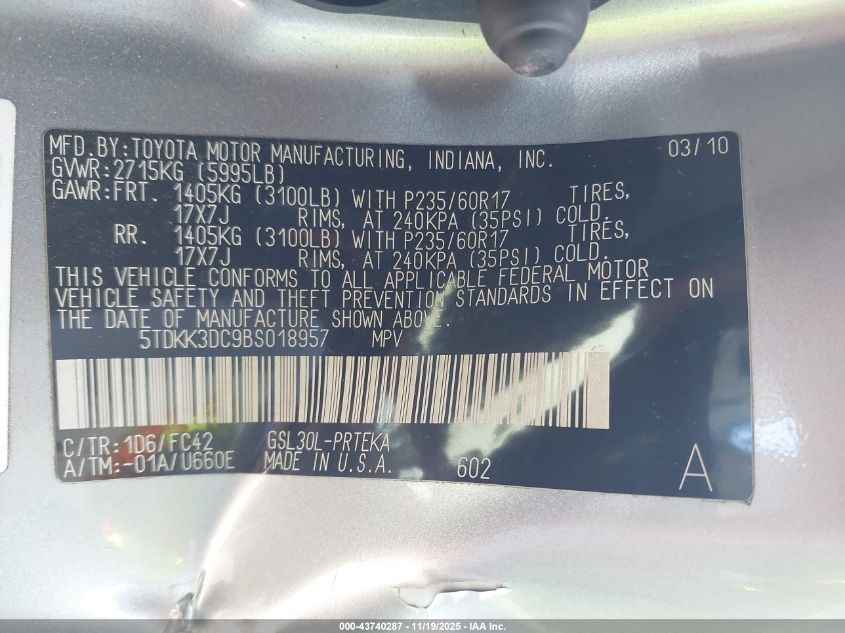 MFD.BY: TOYOTA MOTOR MANUFACTURING, INDIANA, INC. 03/10
GVWR: 2715KG (5995LB)
GAWR: FRT. 1405KG (3100LB) WITH P235/60R17 TIRES,
17X7J RIMS, AT 240KPA (35PSI) COLD.
RR. 1405KG (3100LB) WITH P235/60R17 TIRES,
17X7J RIMS, AT 240KPA (35PSI) COLD.
THIS VEHICLE CONFORMS TO ALL APPLICABLE FEDERAL MOTOR
VEHICLE SAFETY AND THEFT PREVENTION STANDARDS IN EFFECT ON
THE DATE OF MANUFACTURE SHOWN ABOVE.
5TDKK3DC9BS018957 MPV
C/TR: 1D6/FC42 GSL30L-PRTEKA
A/TM: -01A/U660E MADE IN U.S.A. 602 A
000-43740287 - 11/19/2025 - IAA Inc.